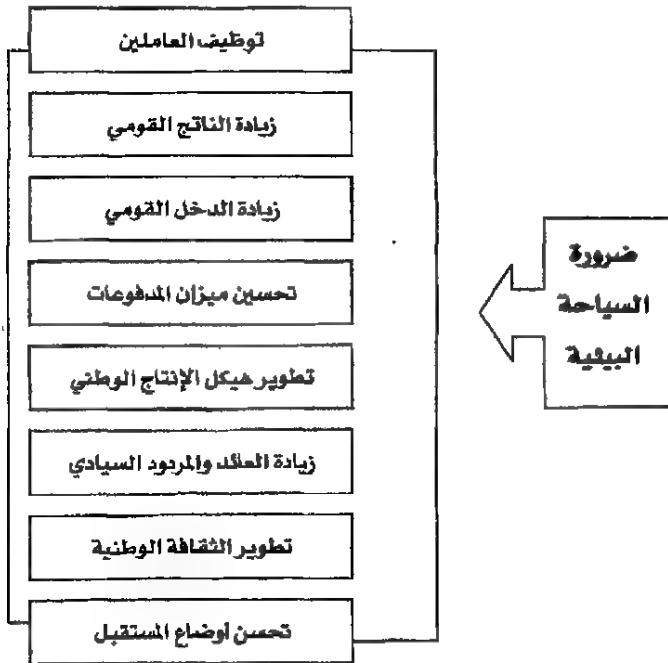 ضرورة
السياحة
البيئية
توظيف العاملين
زيادة الناتج القومي
زيادة الدخل القومي
تحسين ميزان المدفوعات
تطوير هيكل الإنتاج الوطني
زيادة العائد والمردود السيادي
تطوير الثقافة الوطنية
تحسن أوضاع المستقبل